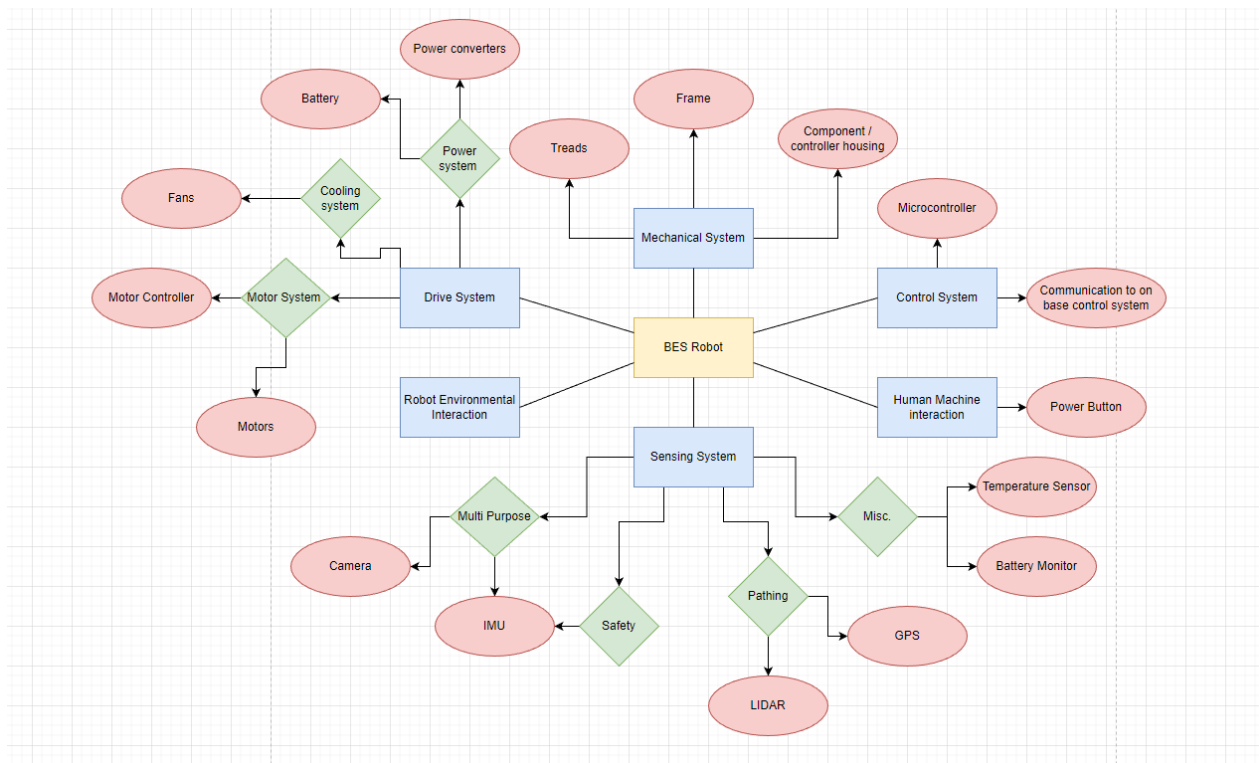 Power converters
Battery
Frame
Component /
controller housing
Treads
Power
system
Cooling
system
Fans
Microcontroller
Mechanical System
Motor Controller
Motor System
Drive System
Control System
Communication to on
base control system
BES Robot
Robot Environmental
Interaction
Human Machine
interaction
Power Button
Motors
Sensing System
Temperature Sensor
Multi Purpose
Misc.
Camera
Battery Monitor
Pathing
IMU
Safety
GPS
LIDAR